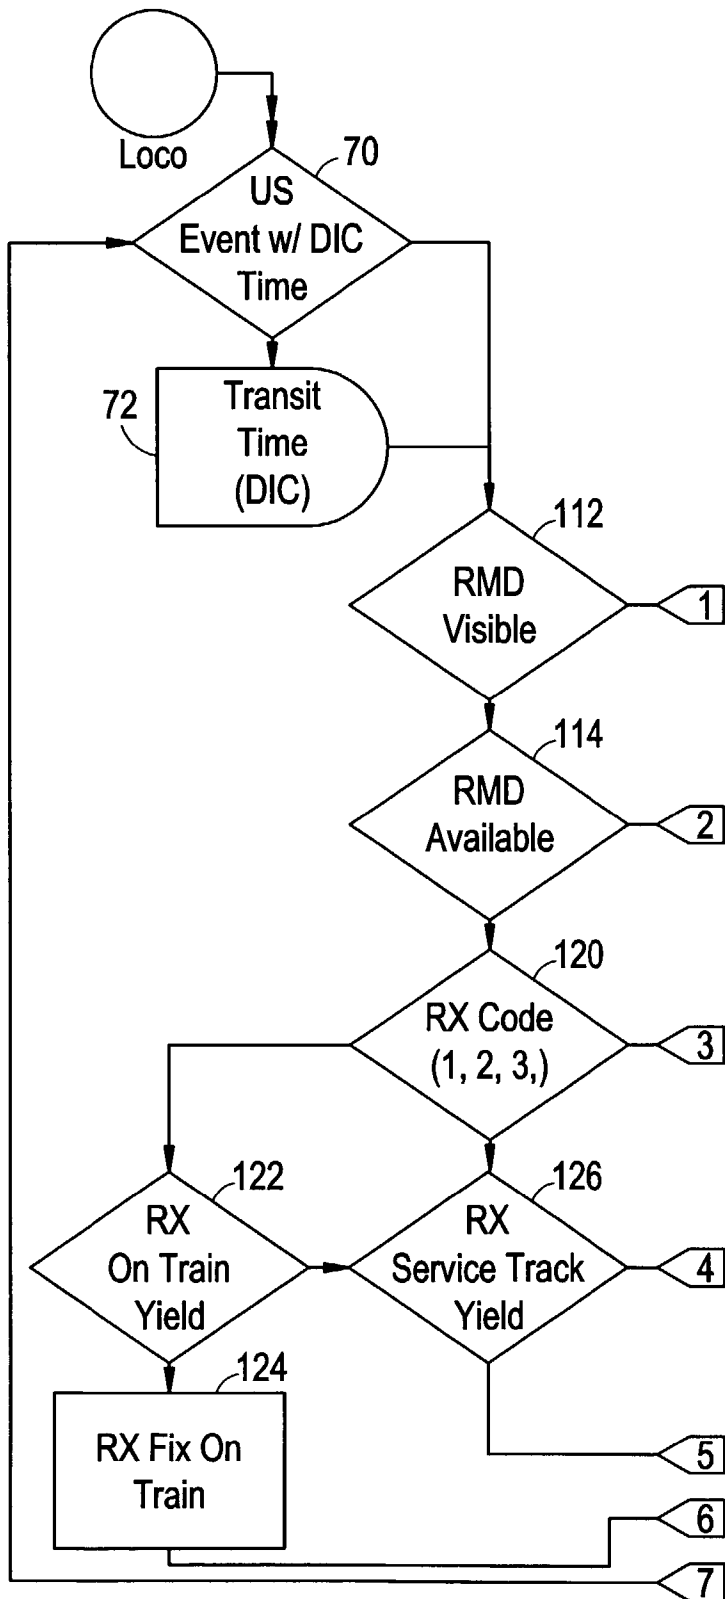 Loco
70
US
Event w/ DIC
Time
72
Transit
Time
(DIC)
112
RMD
Visible
1
114
RMD
Available
2
120
RX Code
(1, 2, 3,)
3
122
RX
On Train
Yield
126
RX
Service Track
Yield
4
124
RX Fix On
Train
5
6
7